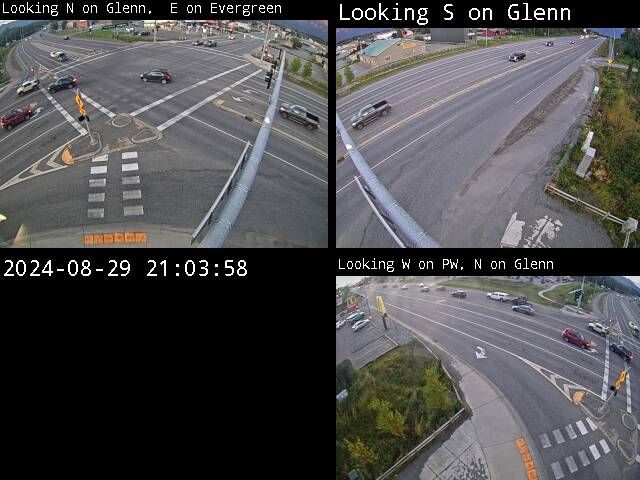 Looking N on Glenn,  E on Evergreen
Looking S on Glenn
2024-08-29 21:03:58
Looking W on PW, N on Glenn